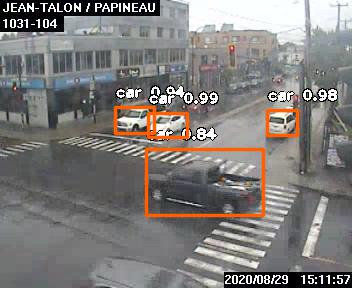 JEAN-TALON / PAPINEAU
1031-104
car 0.94
car 0.99
car 0.98
car 0.84
2020/08/29 15:11:57